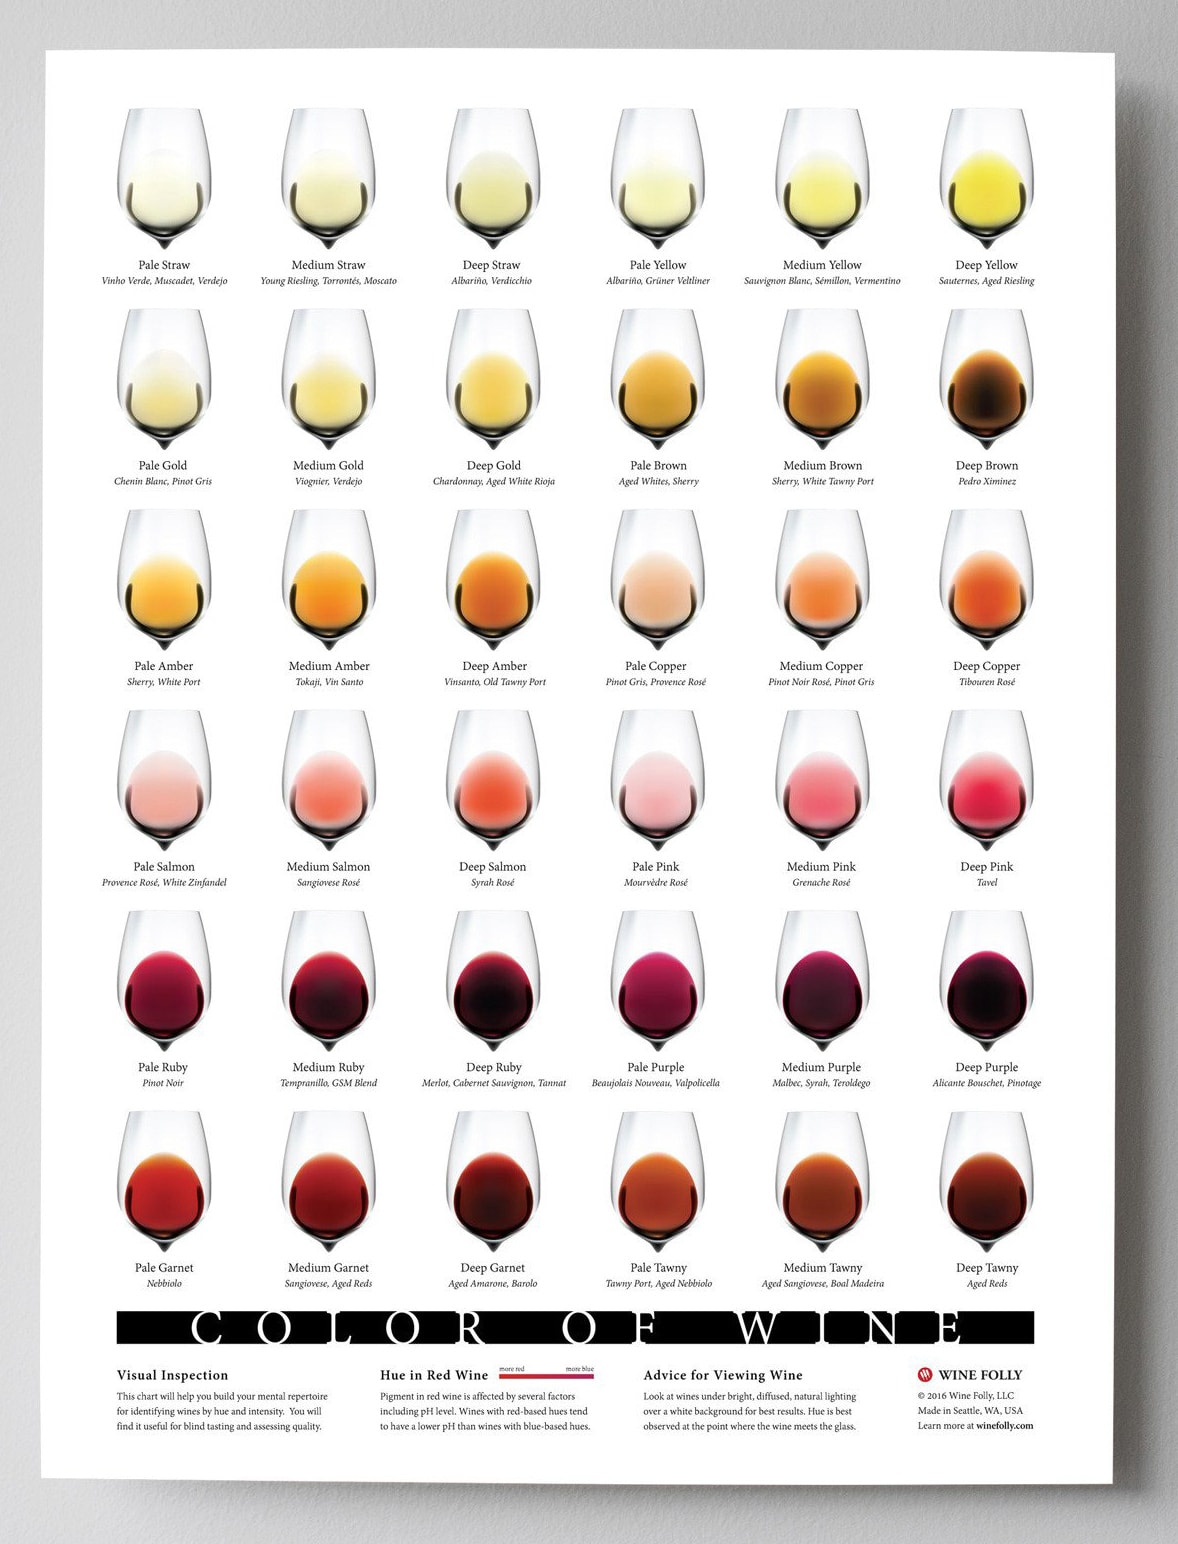 Pale Straw
Vinho Verde, Muscadet, Verdejo
Medium Straw
Young Riesling, Torrontés, Moscato
Deep Straw
Albariño, Verdicchio
Pale Yellow
Albariño, Grüner Veltliner
Medium Yellow
Sauvignon Blanc, Sémillon, Vermentino
Deep Yellow
Sauternes, Aged Riesling
Pale Gold
Chenin Blanc, Pinot Gris
Medium Gold
Viognier, Verdejo
Deep Gold
Chardonnay, Aged White Rioja
Pale Brown
Aged Whites, Sherry
Medium Brown
Sherry, White Tawny Port
Deep Brown
Pedro Ximinez
Pale Amber
Sherry, White Port
Medium Amber
Tokaji, Vin Santo
Deep Amber
Vinsanto, Old Tawny Port
Pale Copper
Pinot Gris, Provence Rosé
Medium Copper
Pinot Noir Rosé, Pinot Gris
Deep Copper
Tibouren Rosé
Pale Salmon
Provence Rosé, White Zinfandel
Medium Salmon
Sangiovese Rosé
Deep Salmon
Syrah Rosé
Pale Pink
Mourvèdre Rosé
Medium Pink
Grenache Rosé
Deep Pink
Tavel
Pale Ruby
Pinot Noir
Medium Ruby
Tempranillo, GSM Blend
Deep Ruby
Merlot, Cabernet Sauvignon, Tannat
Pale Purple
Beaujolais Nouveau, Valpolicella
Medium Purple
Malbec, Syrah, Teroldego
Deep Purple
Alicante Bouschet, Pinotage
Pale Garnet
Nebbiolo
Medium Garnet
Sangiovese, Aged Reds
Deep Garnet
Aged Amarone, Barolo
Pale Tawny
Tawny Port, Aged Nebbiolo
Medium Tawny
Aged Sangiovese, Boal Madeira
Deep Tawny
Aged Reds
COLOR OF WINE
Visual Inspection
This chart will help you build your mental repertoire
for identifying wines by hue and intensity. You will
find it useful for blind tasting and assessing quality.
Hue in Red Wine
more red
more blue
Pigment in red wine is affected by several factors
including pH level. Wines with red-based hues tend
to have a lower pH than wines with blue-based hues.
Advice for Viewing Wine
Look at wines under bright, diffused, natural lighting
over a white background for best results. Hue is best
observed at the point where the wine meets the glass.
WINE FOLLY
© 2016 Wine Folly, LLC
Made in Seattle, WA, USA
Learn more at winefolly.com